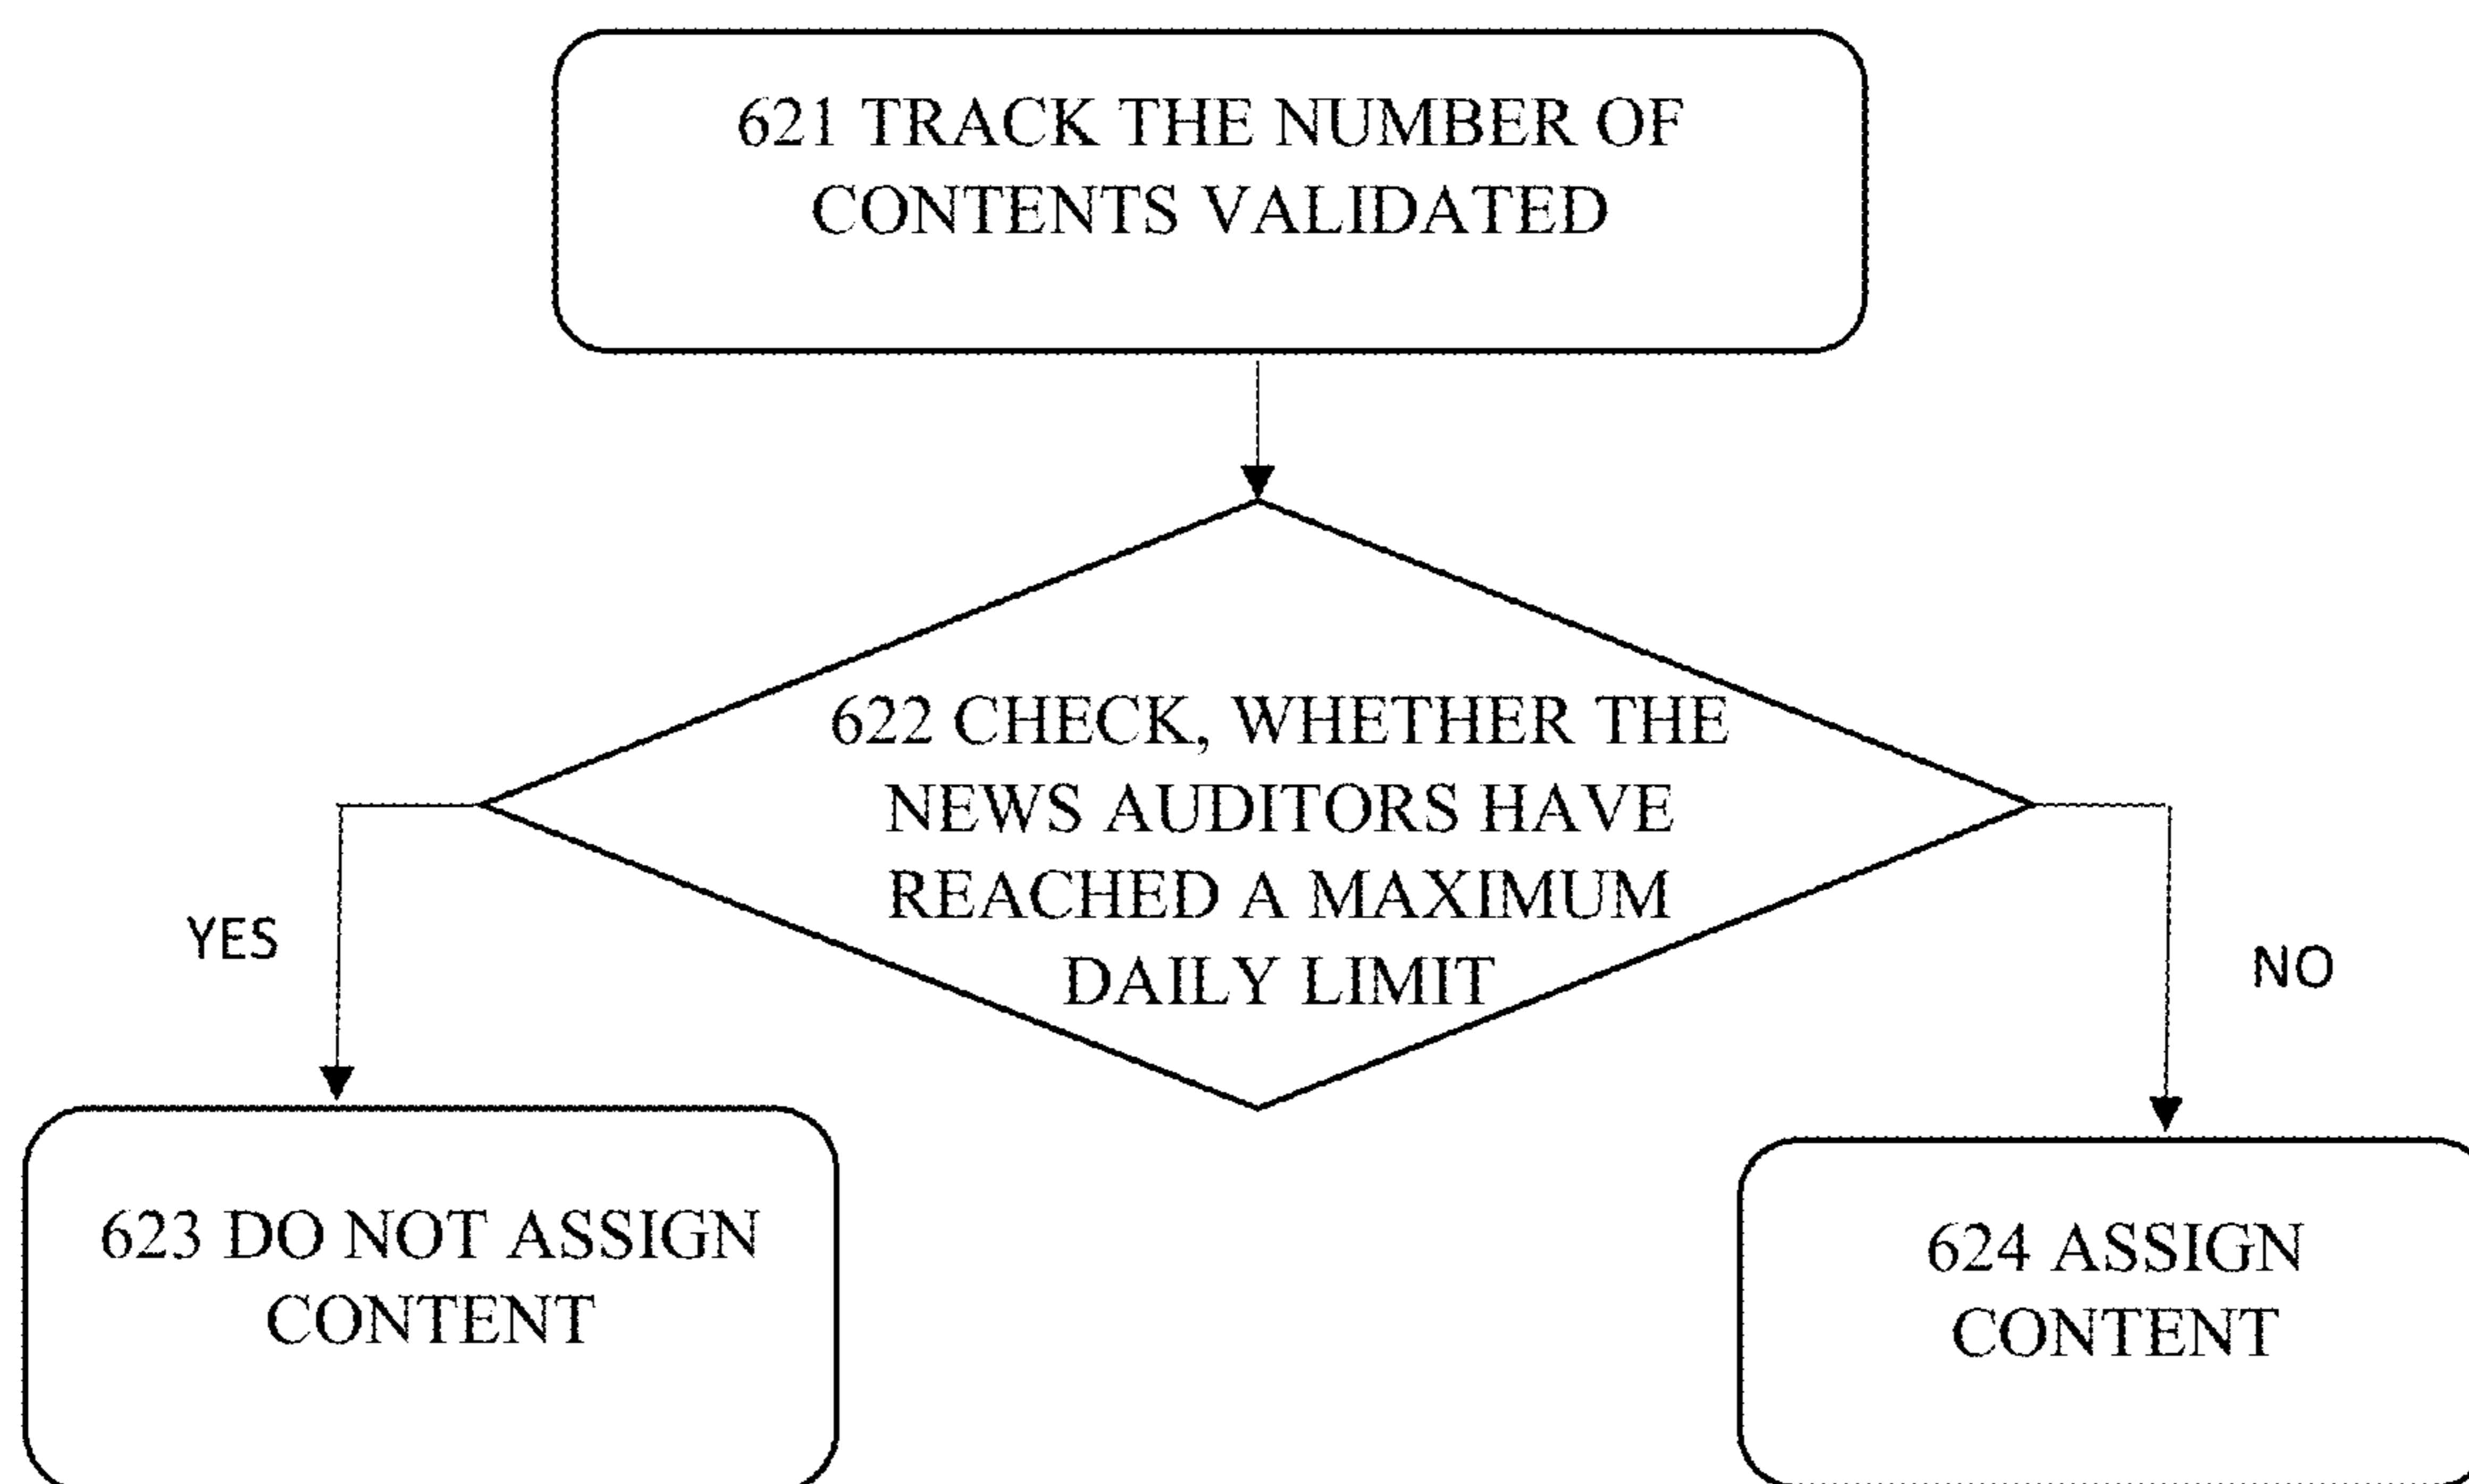 621 TRACK THE NUMBER OF
CONTENTS VALIDATED
622 CHECK, WHETHER THE
NEWS AUDITORS HAVE
REACHED A MAXIMUM
DAILY LIMIT
YES
NO
623 DO NOT ASSIGN
CONTENT
624 ASSIGN
CONTENT